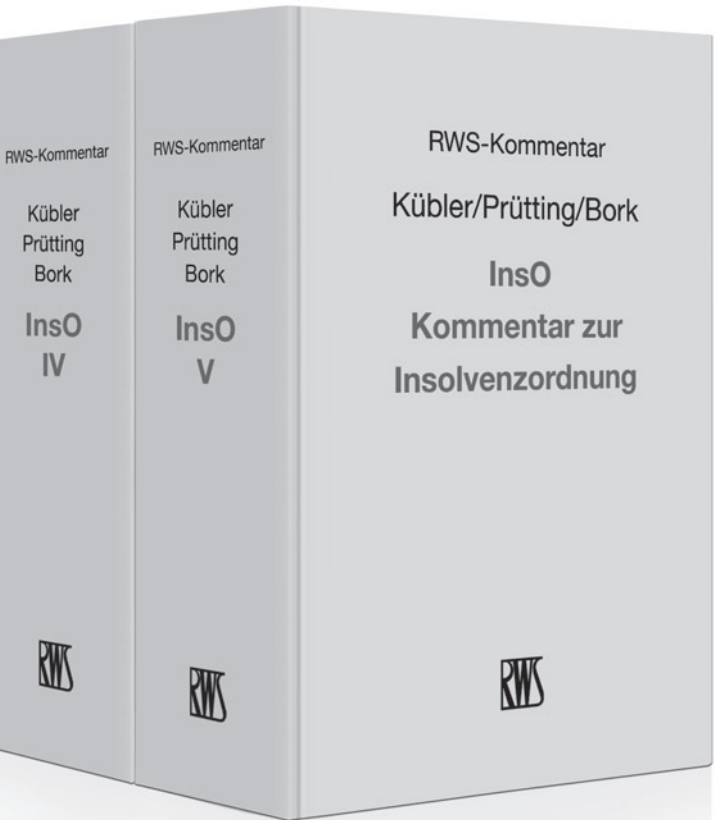 RWS-Kommentar
Kübler
Prütting
Bork
InsO
IV
RWS
RWS-Kommentar
Kübler
Prütting
Bork
InsO
V
RWS
RWS-Kommentar
Kübler/Prütting/Bork
InsO
Kommentar zur
Insolvenzordnung
RWS